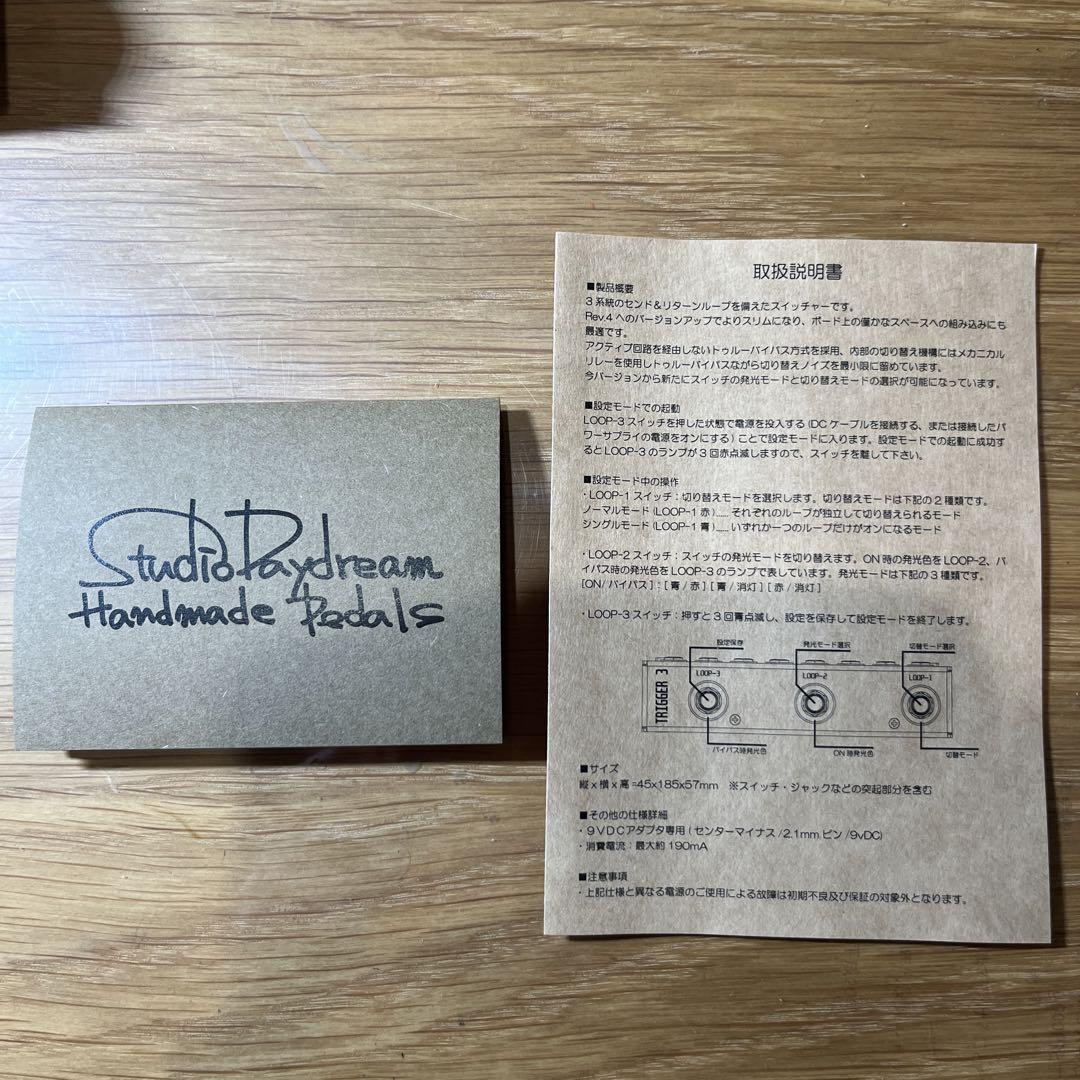 Studio Daydream
Handmade Pedals
取扱説明書
■製品概要
3系統のセンド&リターンループを備えたスイッチャーです。
Rev.4へのバージョンアップでよりスリムになり、ボード上の僅かなスペースへの組み込みにも
最適です。
アクティブ回路を経由しないトゥルーバイパス方式を採用、内部の切り替え機構にはメカニカル
リレーを使用しトゥルーバイパスながら切り替えノイズを最小限に留めています。
今バージョンから新たにスイッチの発光モードと切り替えモードの選択が可能になっています。
■設定モードでの起動
LOOP-3スイッチを押した状態で電源を投入する(DCケーブルを接続する、または接続したパ
ワーサプライの電源をオンにする)ことで設定モードに入ります。設定モードでの起動に成功す
るとLOOP-3のランプが3回赤点滅しますので、スイッチを離して下さい。
■設定モード中の操作
・LOOP-1スイッチ:切り替えモードを選択します。切り替えモードは下記の2種類です。
ノーマルモード(LOOP-1赤)......それぞれのループが独立して切り替えられるモード
シングルモード(LOOP-1青)......いずれか一つのループだけがオンになるモード
・LOOP-2スイッチ:スイッチの発光モードを切り替えます。ON時の発光色をLOOP-2、バ
イパス時の発光色をLOOP-3のランプで表しています。発光モードは下記の3種類です。
[ON/バイパス]:[青/赤][青/消灯][赤/消灯]
・LOOP-3スイッチ:押すと3回青点滅し、設定を保存して設定モードを終了します。
設定保存 発光モード選択 切替モード選択
TRIGGER 3 LOOP-3 LOOP-2 LOOP-1
バイパス時発光色 ON時発光色 切替モード
■サイズ
縦x横x高=45x185x57mm ※スイッチ・ジャックなどの突起部分を含む
■その他の仕様詳細
・9VDCアダプタ専用(センターマイナス/2.1mmピン/9vDC)
・消費電流:最大約190mA
■注意事項
・上記仕様と異なる電源のご使用による故障は初期不良及び保証の対象外となります。